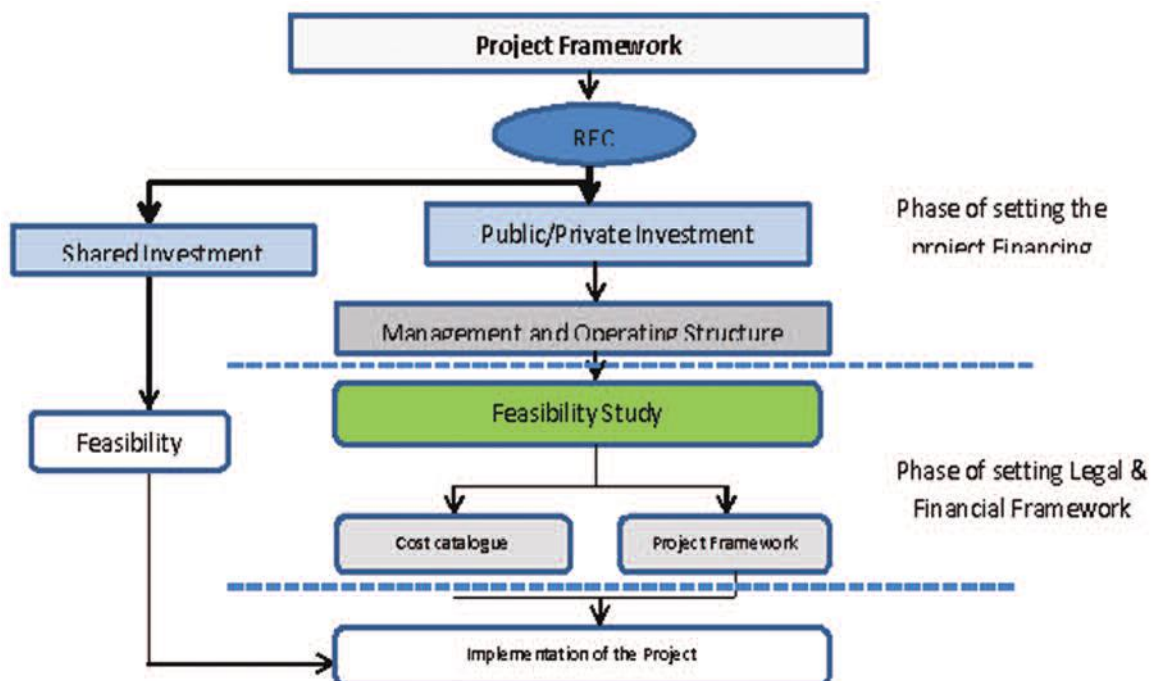 Project Framework
REC
Public/Private Investment
Shared Investment
Phase of setting the
project Financing
Management and Operating Structure
Feasibility Study
Feasibility
Phase of setting Legal &
Financial Framework
Cost catalogue
Project Framework
Implementation of the Project